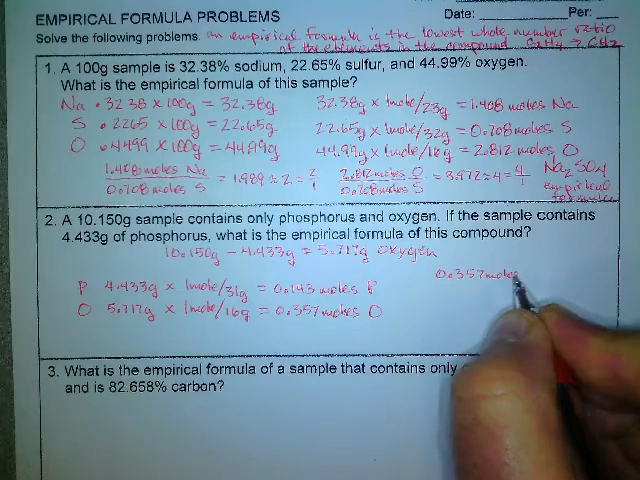 EMPIRICAL FORMULA PROBLEMS Date: Per:
Solve the following problems. an empirical formula is the lowest whole number ratio
of the elements in the compound. C2H4 → CH2
1. A 100g sample is 32.38% sodium, 22.65% sulfur, and 44.99% oxygen.
What is the empirical formula of this sample?
Na .3238 x 100g = 32.38g 32.38g x 1mole/23g = 1.408 moles Na
S .2265 x 100g = 22.65g 22.65g x 1mole/32g = 0.708 moles S
O .4499 x 100g = 44.99g 44.99g x 1mole/16g = 2.812 moles O
1.408 moles Na / 0.708 moles S = 1.989 ≈ 2 = 2/1 2.812 moles O / 0.708 moles S = 3.972 ≈ 4 = 4/1 Na2SO4
empirical
formula
2. A 10.150g sample contains only phosphorus and oxygen. If the sample contains
4.433g of phosphorus, what is the empirical formula of this compound?
10.150g - 4.433g = 5.717g oxygen
0.357 moles
P 4.433g x 1mole/31g = 0.143 moles P
O 5.717g x 1mole/16g = 0.357 moles O
3. What is the empirical formula of a sample that contains only
and is 82.658% carbon?